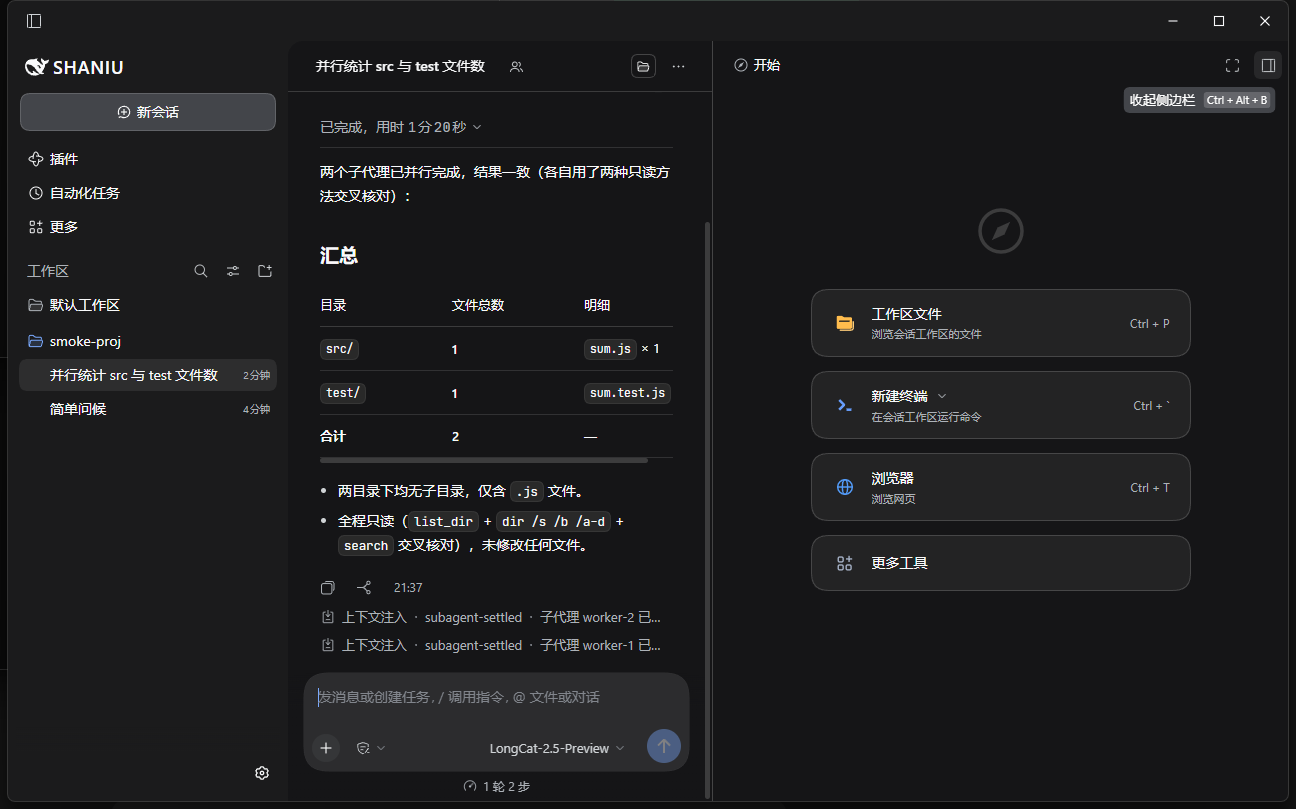 SHANIU
新会话
插件
自动化任务
更多
工作区
默认工作区
smoke-proj
并行统计 src 与 test 文件数 2分钟
简单问候 4分钟
并行统计 src 与 test 文件数
已完成，用时 1分20秒
两个子代理已并行完成，结果一致（各自用了两种只读方
法交叉核对）：
汇总
目录 文件总数 明细
src/ 1 sum.js × 1
test/ 1 sum.test.js
合计 2 —
两目录下均无子目录，仅含 .js 文件。
全程只读（list_dir + dir /s /b /a-d +
search 交叉核对），未修改任何文件。
21:37
上下文注入 · subagent-settled · 子代理 worker-2 已...
上下文注入 · subagent-settled · 子代理 worker-1 已...
发消息或创建任务, / 调用指令, @ 文件或对话
LongCat-2.5-Preview
1 轮 2 步
开始
收起侧边栏 Ctrl + Alt + B
工作区文件
浏览会话工作区的文件
Ctrl + P
新建终端
在会话工作区运行命令
Ctrl + `
浏览器
浏览网页
Ctrl + T
更多工具